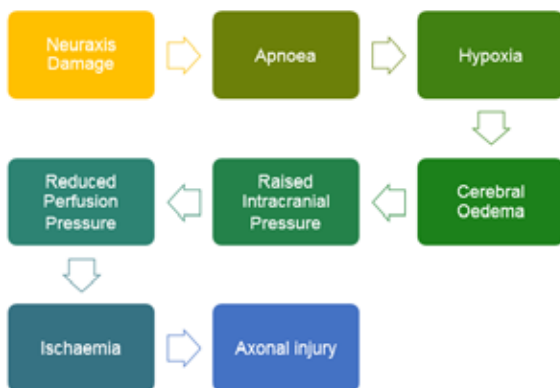 Neuraxis
Damage
Apnoea
Hypoxia
Cerebral
Oedema
Raised
Intracranial
Pressure
Reduced
Perfusion
Pressure
Ischaemia
Axonal injury